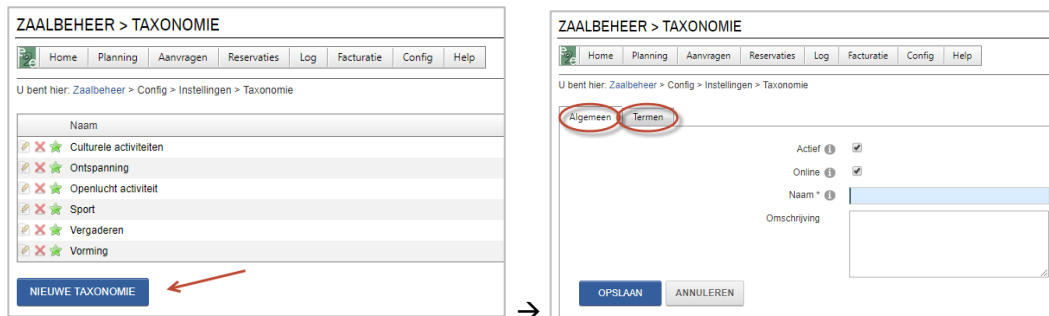 ZAALBEHEER > TAXONOMIE
Home Planning Aanvragen Reservaties Log Facturatie Config Help
U bent hier: Zaalbeheer > Config > Instellingen > Taxonomie
Naam
Culturele activiteiten
Ontspanning
Openlucht activiteit
Sport
Vergaderen
Vorming
NIEUWE TAXONOMIE
→
ZAALBEHEER > TAXONOMIE
Home Planning Aanvragen Reservaties Log Facturatie Config Help
U bent hier: Zaalbeheer > Config > Instellingen > Taxonomie
Algemeen Termen
Actief
Online
Naam *
Omschrijving
OPSLAAN ANNULEREN